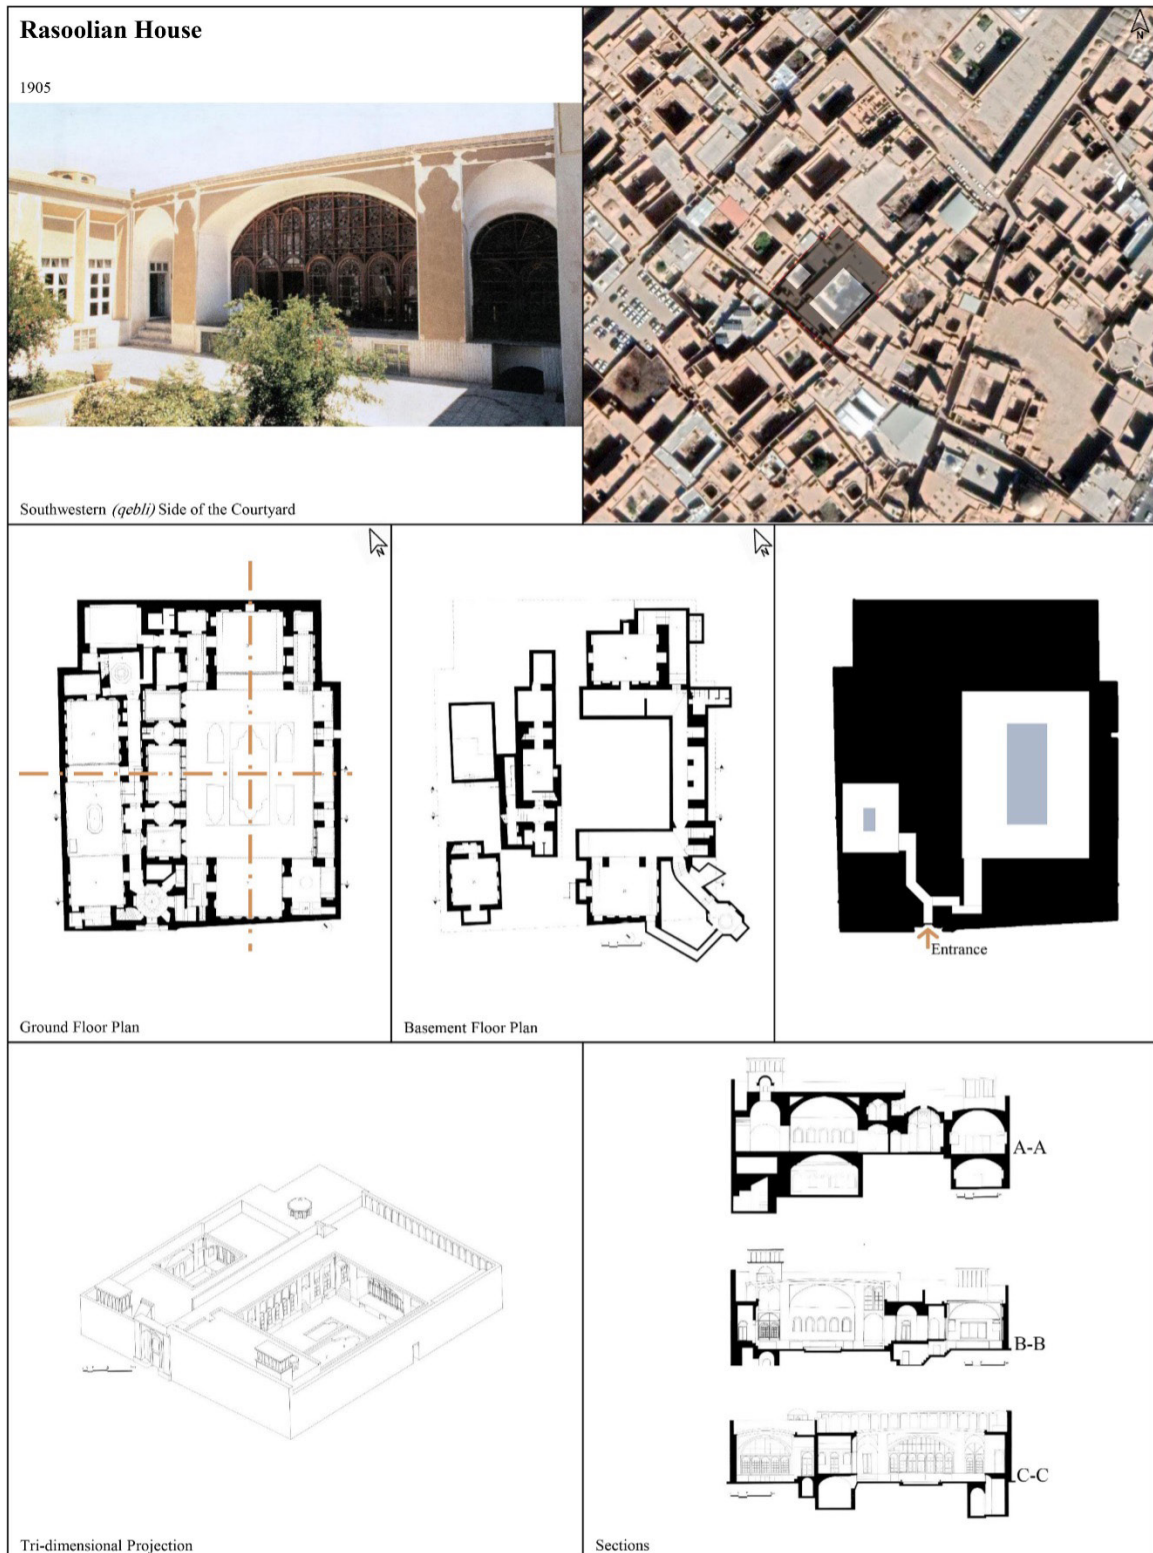 Rasoolian House
1905
N
Southwestern (qebli) Side of the Courtyard
N
Ground Floor Plan
N
Basement Floor Plan
Entrance
Tri-dimensional Projection
A-A
B-B
C-C
Sections